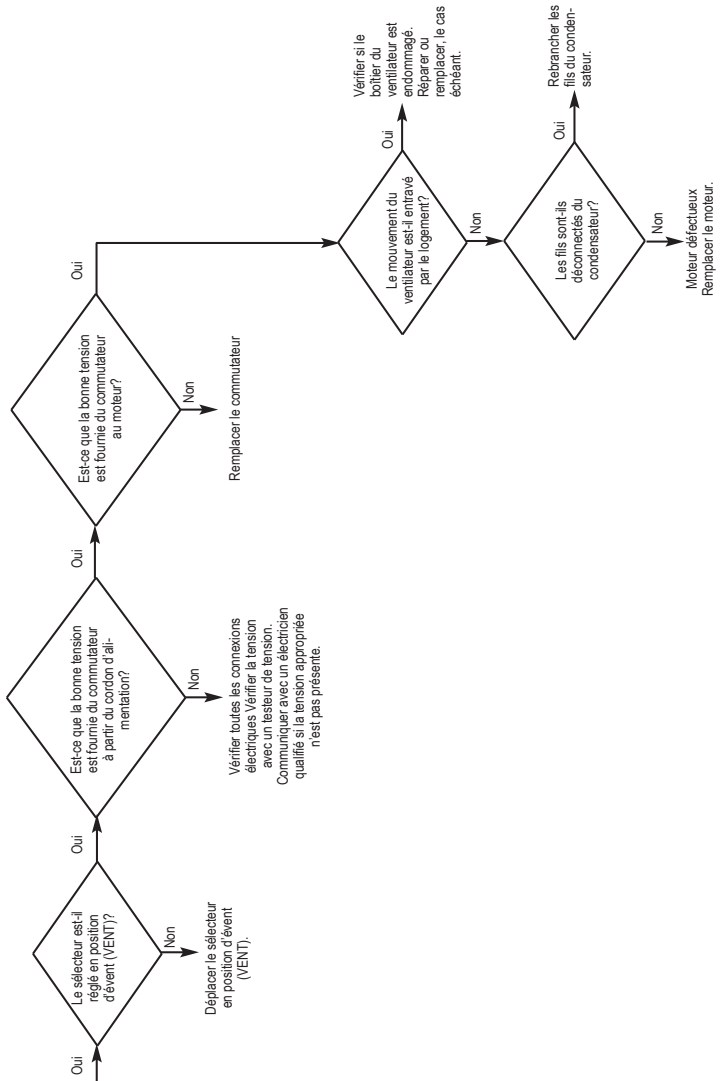 Oui
Le sélecteur est-il
réglé en position
d'évent (VENT)?
Non
Déplacer le sélecteur
en position d'évent
(VENT).
Oui
Est-ce que la bonne tension
est fournie du commutateur
à partir du cordon d'ali-
mentation?
Non
Vérifier toutes les connexions
électriques Vérifier la tension
avec un testeur de tension.
Communiquer avec un électricien
qualifié si la tension appropriée
n'est pas présente.
Oui
Est-ce que la bonne tension
est fournie du commutateur
au moteur?
Non
Remplacer le commutateur
Oui
Le mouvement du
ventilateur est-il entravé
par le logement?
Oui
Vérifier si le
boîtier du
ventilateur est
endommagé.
Réparer ou
remplacer, le cas
échéant.
Non
Les fils sont-ils
déconnectés du
condensateur?
Oui
Rebrancher les
fils du conden-
sateur.
Non
Moteur défectueux
Remplacer le moteur.